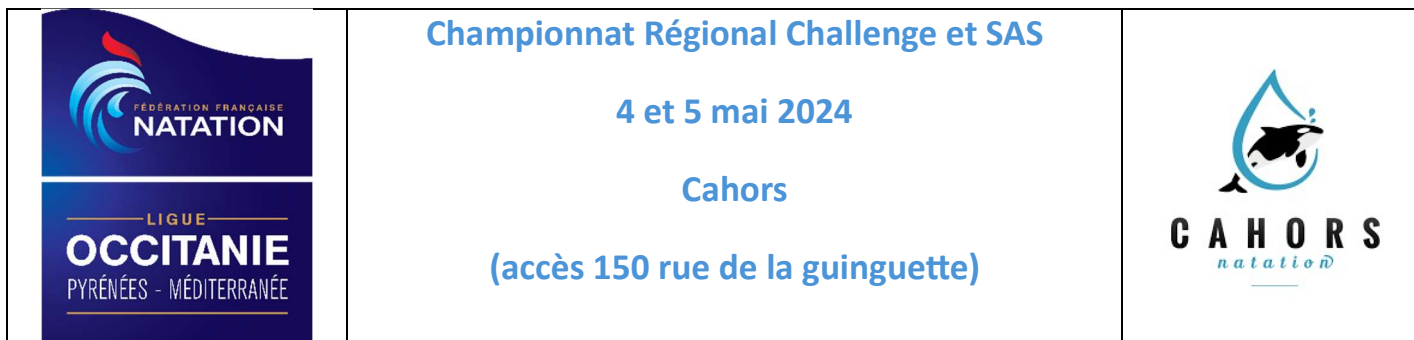 FÉDÉRATION FRANÇAISE
NATATION
LIGUE
OCCITANIE
PYRÉNÉES - MÉDITERRANÉE
Championnat Régional Challenge et SAS
4 et 5 mai 2024
Cahors
(accès 150 rue de la guinguette)
CAHORS
natation